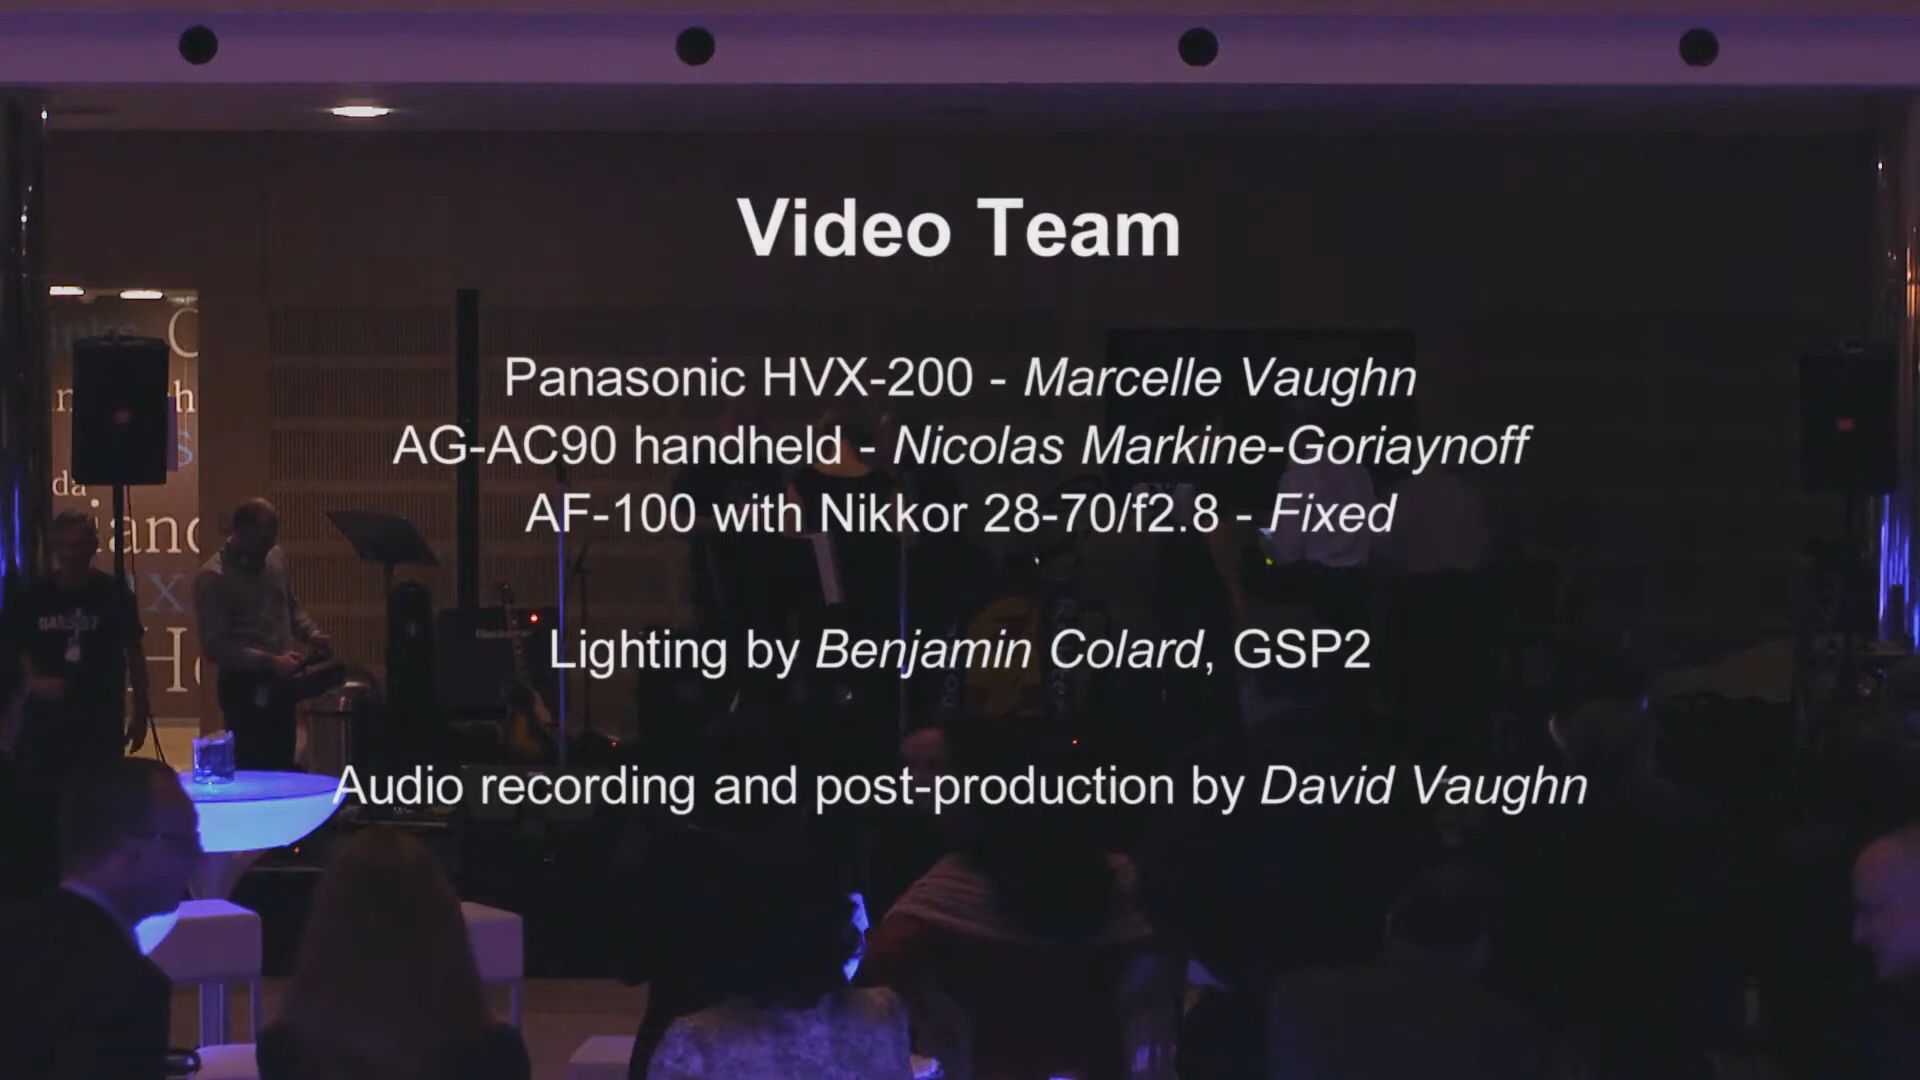 Video Team
Panasonic HVX-200 - Marcelle Vaughn
AG-AC90 handheld - Nicolas Markine-Goriaynoff
AF-100 with Nikkor 28-70/f2.8 - Fixed
Lighting by Benjamin Colard, GSP2
Audio recording and post-production by David Vaughn